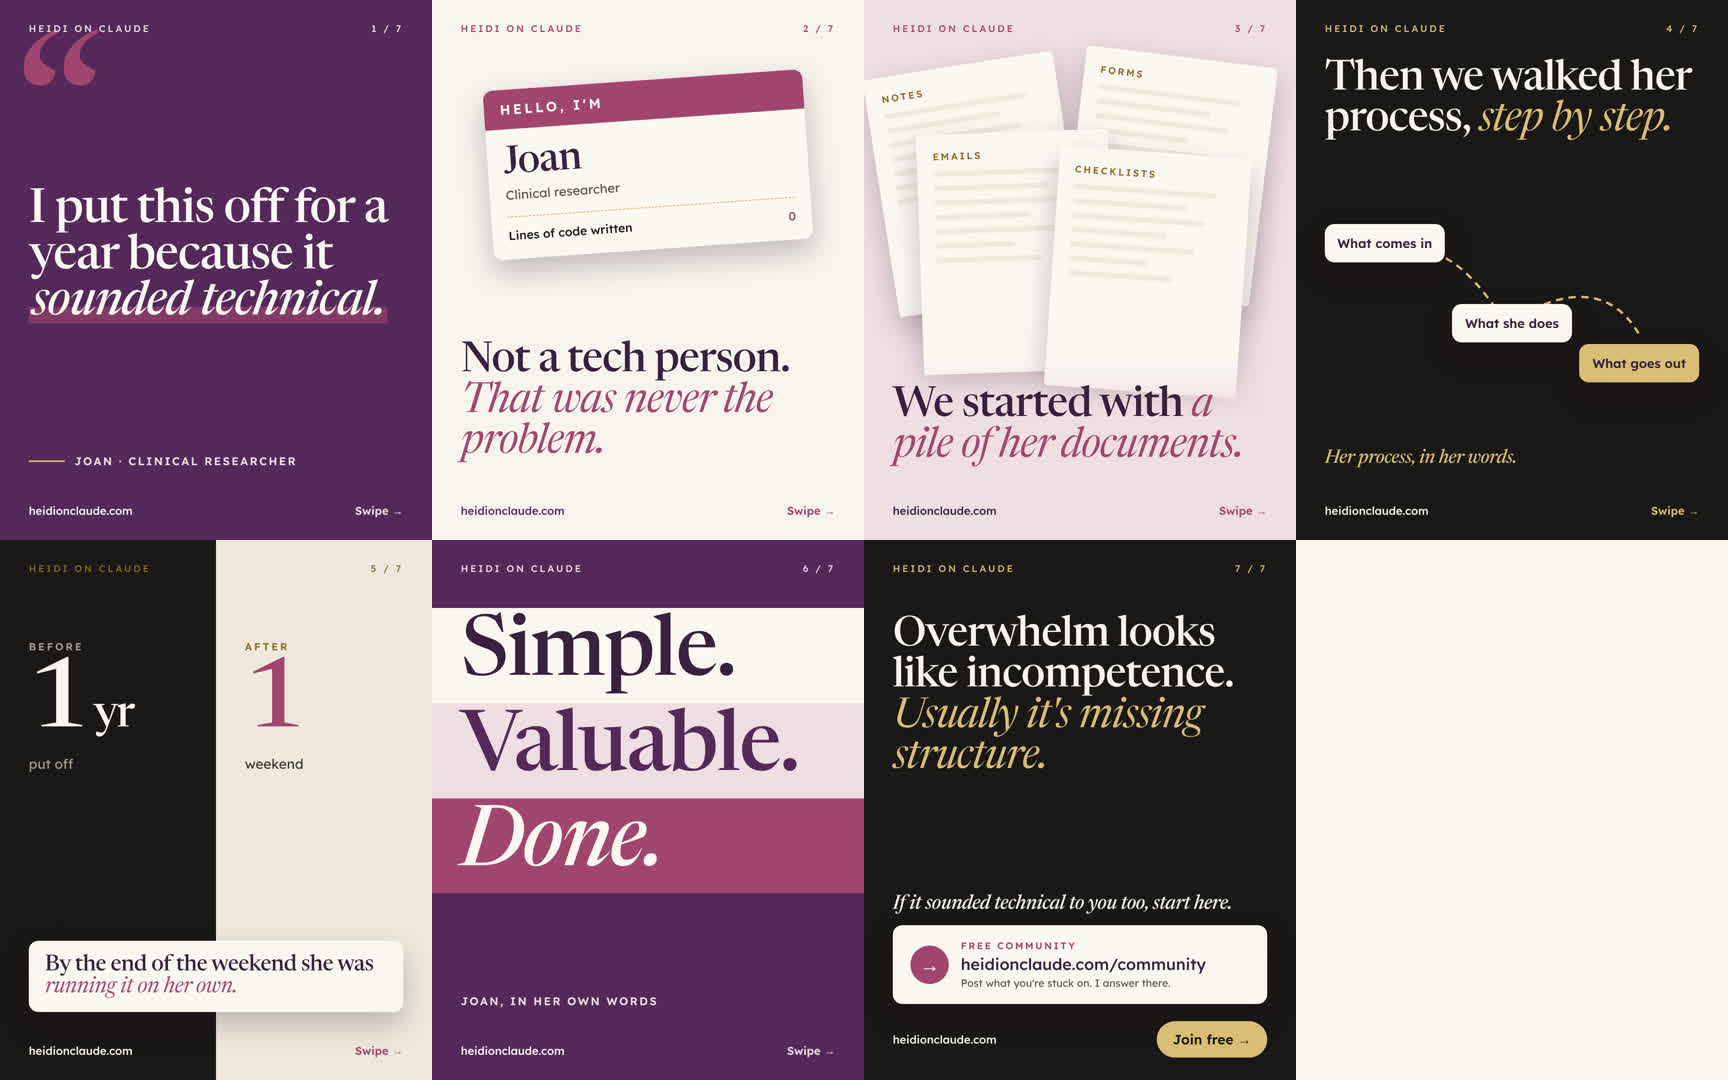 HEIDI ON CLAUDE
1 / 7
“
I put this off for a
year because it
sounded technical.
JOAN · CLINICAL RESEARCHER
heidionclaude.com
Swipe →
HEIDI ON CLAUDE
2 / 7
HELLO, I'M
Joan
Clinical researcher
Lines of code written
0
Not a tech person.
That was never the
problem.
heidionclaude.com
Swipe →
HEIDI ON CLAUDE
3 / 7
NOTES
FORMS
EMAILS
CHECKLISTS
We started with a
pile of her documents.
heidionclaude.com
Swipe →
HEIDI ON CLAUDE
4 / 7
Then we walked her
process, step by step.
What comes in
What she does
What goes out
Her process, in her words.
heidionclaude.com
Swipe →
HEIDI ON CLAUDE
5 / 7
BEFORE
1 yr
put off
AFTER
1
weekend
By the end of the weekend she was
running it on her own.
heidionclaude.com
Swipe →
HEIDI ON CLAUDE
6 / 7
Simple.
Valuable.
Done.
JOAN, IN HER OWN WORDS
heidionclaude.com
Swipe →
HEIDI ON CLAUDE
7 / 7
Overwhelm looks
like incompetence.
Usually it's missing
structure.
If it sounded technical to you too, start here.
→
FREE COMMUNITY
heidionclaude.com/community
Post what you're stuck on. I answer there.
heidionclaude.com
Join free →